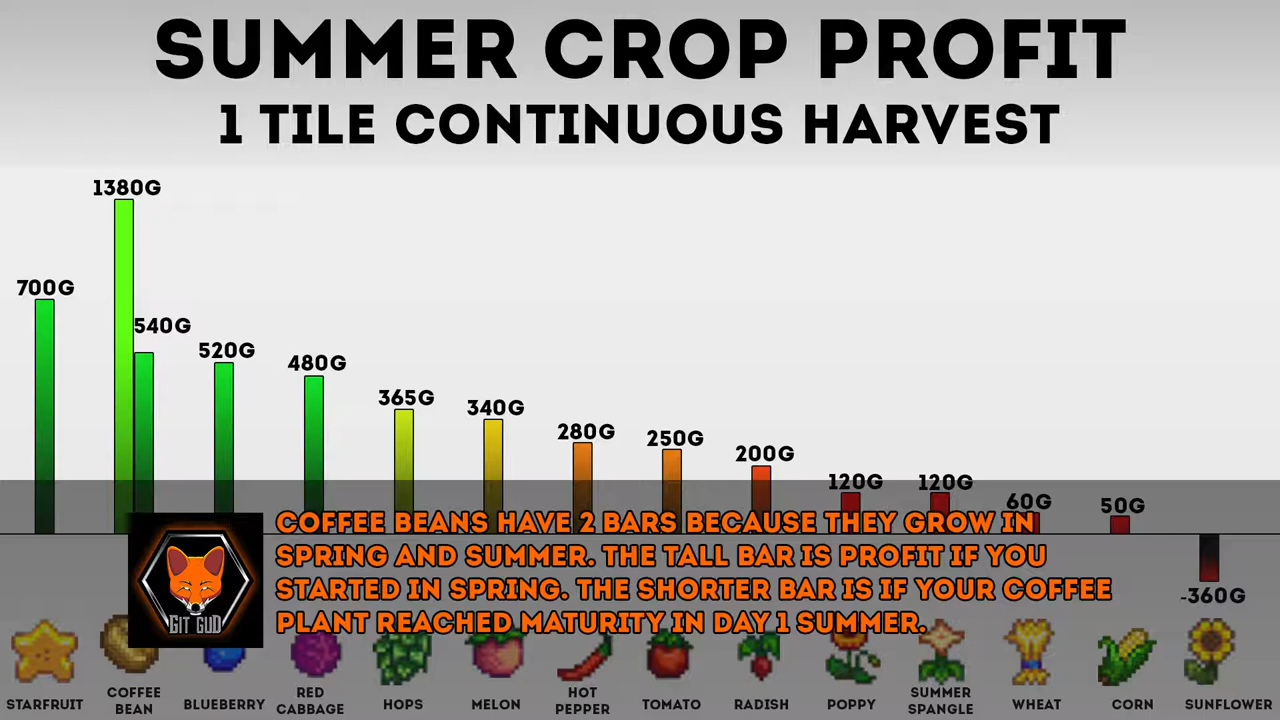 SUMMER CROP PROFIT
1 TILE CONTINUOUS HARVEST
1380G
700G
540G
520G
480G
365G
340G
280G
250G
200G
120G
120G
60G
50G
-360G
COFFEE BEANS HAVE 2 BARS BECAUSE THEY GROW IN
SPRING AND SUMMER. THE TALL BAR IS PROFIT IF YOU
STARTED IN SPRING. THE SHORTER BAR IS IF YOUR COFFEE
PLANT REACHED MATURITY IN DAY 1 SUMMER.
GIT GUD
STARFRUIT
COFFEE
BEAN
BLUEBERRY
RED
CABBAGE
HOPS
MELON
HOT
PEPPER
TOMATO
RADISH
POPPY
SUMMER
SPANGLE
WHEAT
CORN
SUNFLOWER